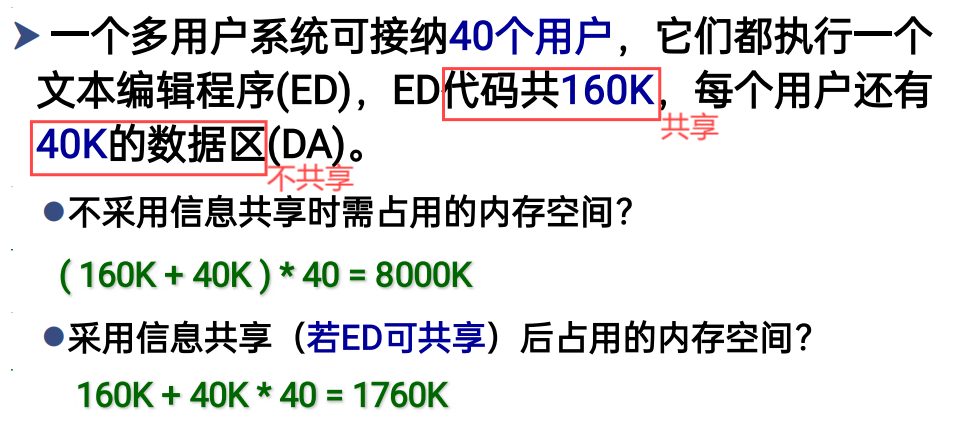 ➤一个多用户系统可接纳40个用户，它们都执行一个
文本编辑程序(ED)，ED代码共160K，每个用户还有
共享
40K的数据区(DA)。
不共享
●不采用信息共享时需占用的内存空间？
( 160K + 40K ) * 40 = 8000K
●采用信息共享（若ED可共享）后占用的内存空间？
160K + 40K * 40 = 1760K